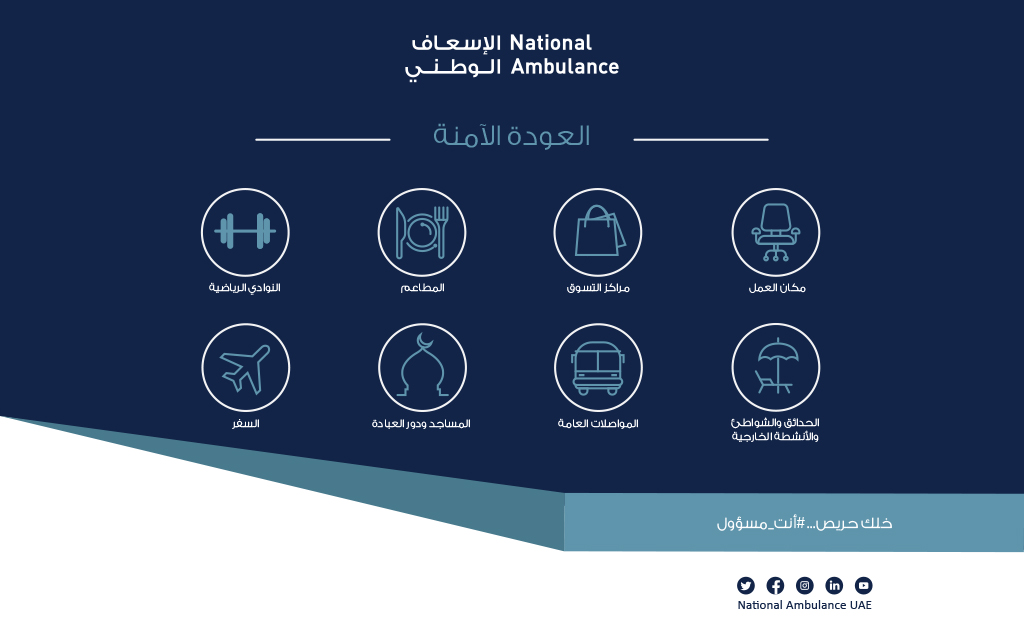 الإسعاف National
الوطني Ambulance
العودة الآمنة
مكان العمل
مراكز التسوق
المطاعم
النوادي الرياضية
الحدائق والشواطئ
والأنشطة الخارجية
المواصلات العامة
المساجد ودور العبادة
السفر
خلك حريص...#أنت_مسؤول
National Ambulance UAE